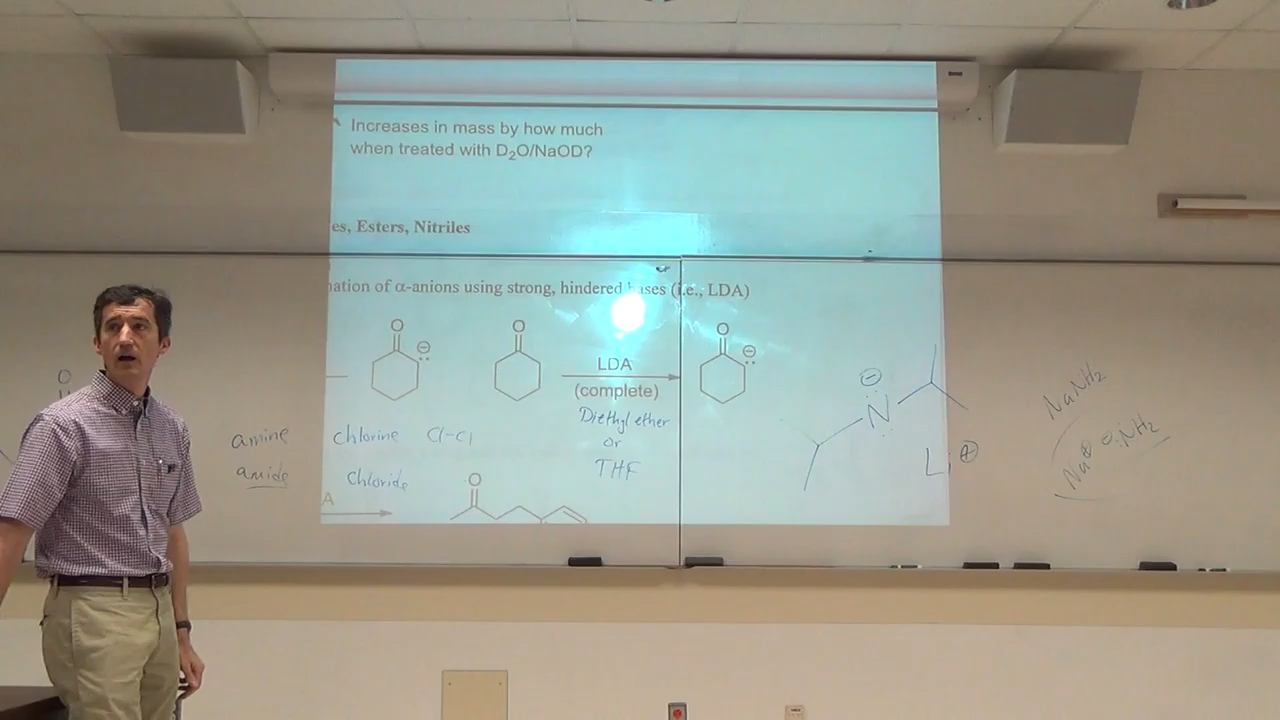 Increases in mass by how much
when treated with D₂O/NaOD?
es, Esters, Nitriles
ation of α-anions using strong, hindered bases (i.e., LDA)
O
⊖
O
LDA
(complete)
O
⊖
Diethyl ether
or
THF
O
amine
amide
chlorine Cl-Cl
Chloride
A
O
⊖
N
Li⊕
NaNH₂
Na⊕ ⊖:NH₂